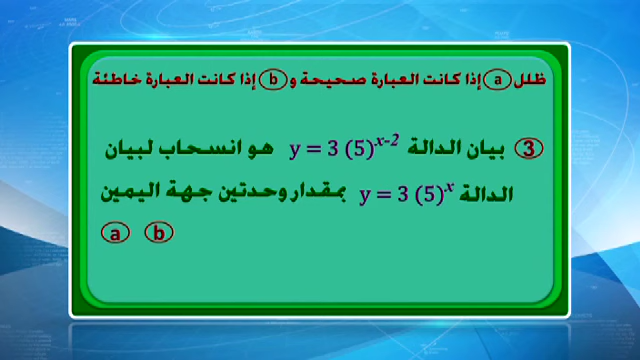 ظلل (a) إذا كانت العبارة صحيحة و (b) إذا كانت العبارة خاطئة
(3) بيان الدالة y = 3 (5)^{x-2} هو انسحاب لبيان
الدالة y = 3 (5)^x بمقدار وحدتين جهة اليمين
(a) (b)